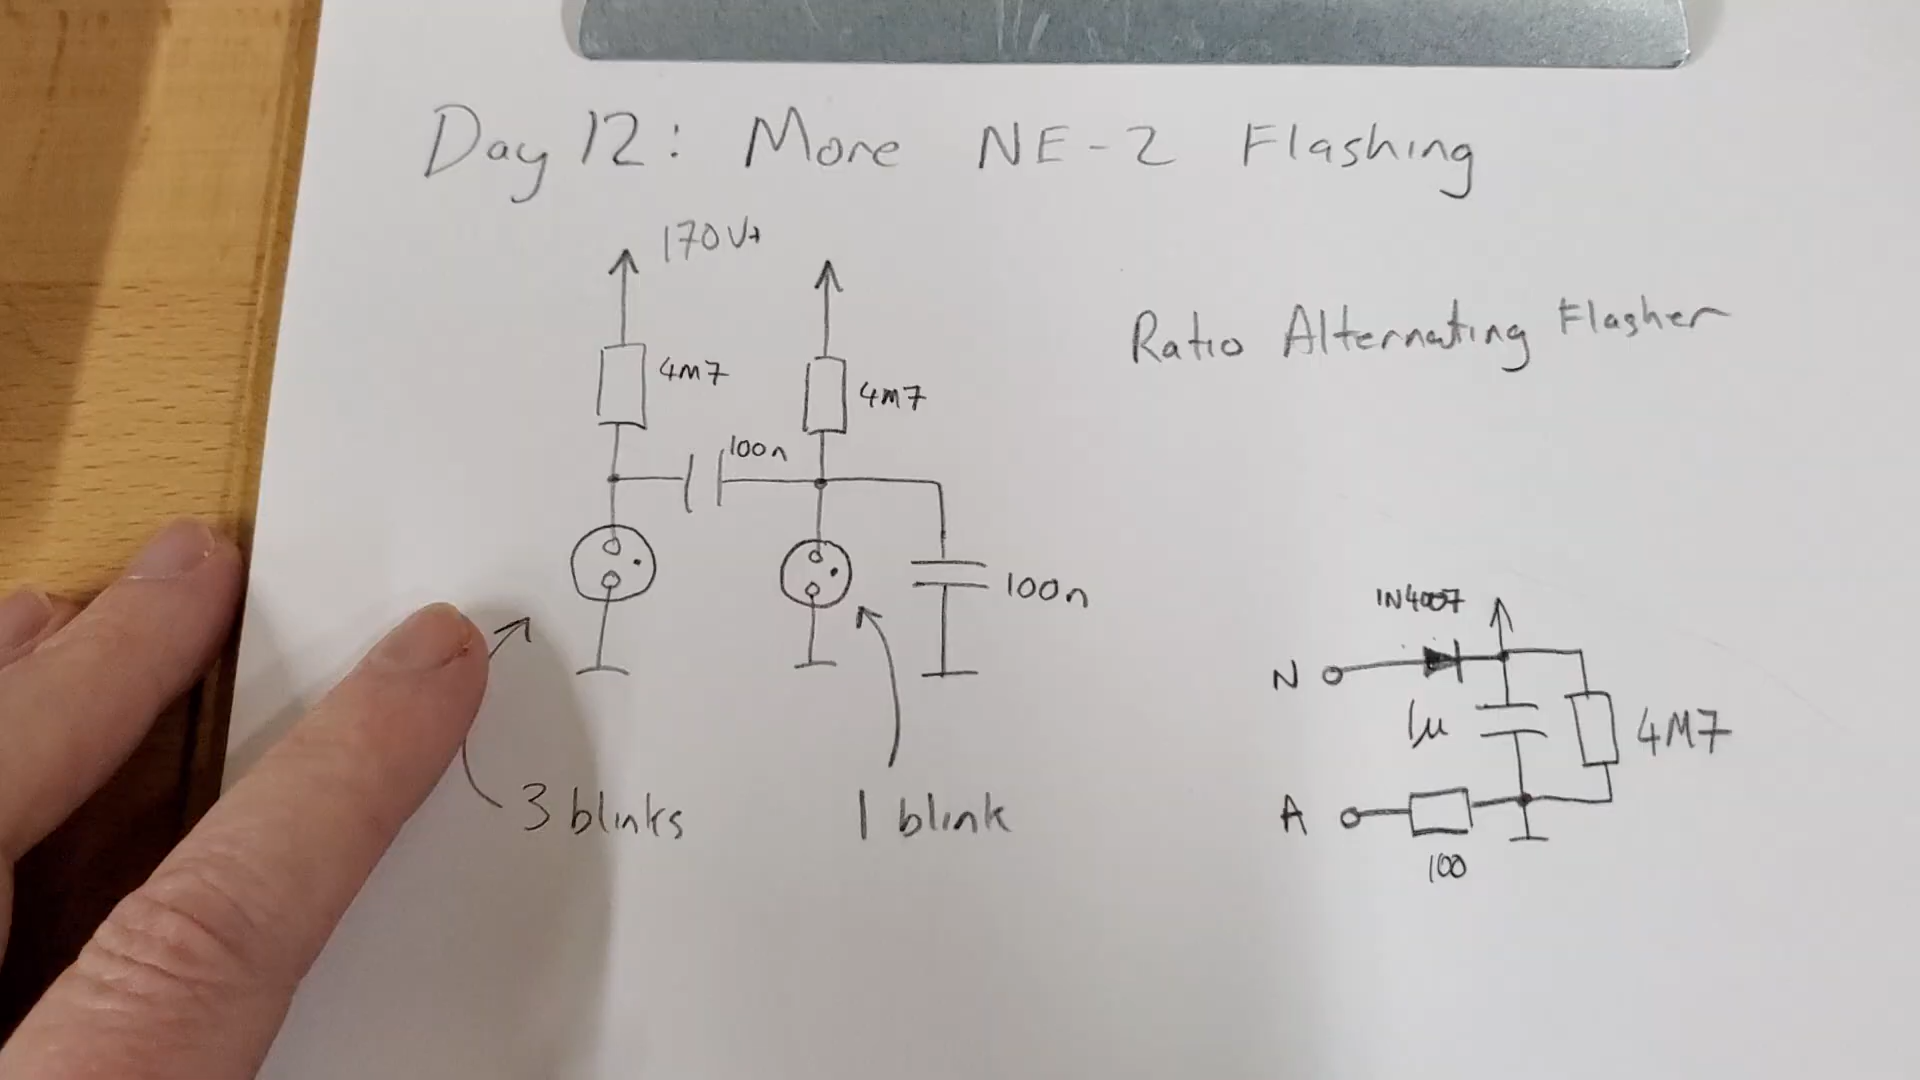 Day 12: More NE-2 Flashing
170V+
Ratio Alternating Flasher
4M7
4M7
100n
100n
1N4007
N
1µ
4M7
A
100
3 blinks
1 blink